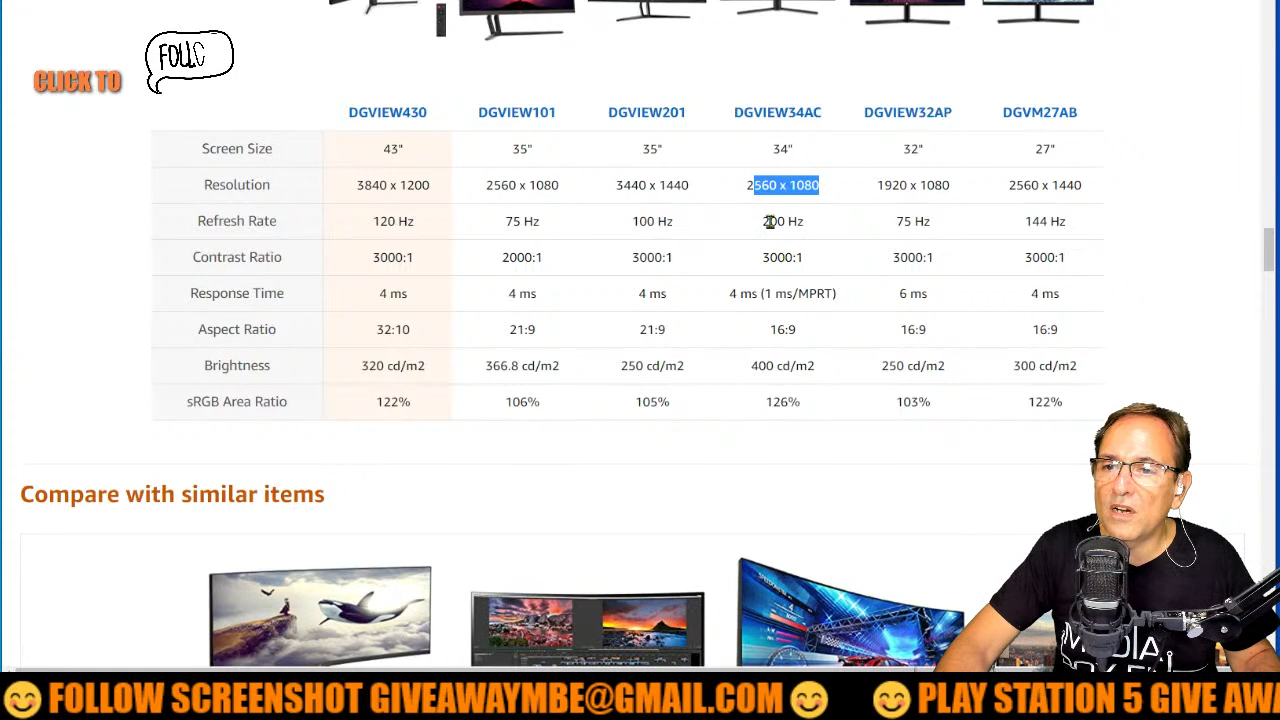 FOLLO
CLICK TO
DGVIEW430 DGVIEW101 DGVIEW201 DGVIEW34AC DGVIEW32AP DGVM27AB
Screen Size 43" 35" 35" 34" 32" 27"
Resolution 3840 x 1200 2560 x 1080 3440 x 1440 2560 x 1080 1920 x 1080 2560 x 1440
Refresh Rate 120 Hz 75 Hz 100 Hz 200 Hz 75 Hz 144 Hz
Contrast Ratio 3000:1 2000:1 3000:1 3000:1 3000:1 3000:1
Response Time 4 ms 4 ms 4 ms 4 ms (1 ms/MPRT) 6 ms 4 ms
Aspect Ratio 32:10 21:9 21:9 16:9 16:9 16:9
Brightness 320 cd/m2 366.8 cd/m2 250 cd/m2 400 cd/m2 250 cd/m2 300 cd/m2
sRGB Area Ratio 122% 106% 105% 126% 103% 122%
Compare with similar items
FOLLOW SCREENSHOT GIVEAWAYMBE@GMAIL.COM PLAY STATION 5 GIVE AWA